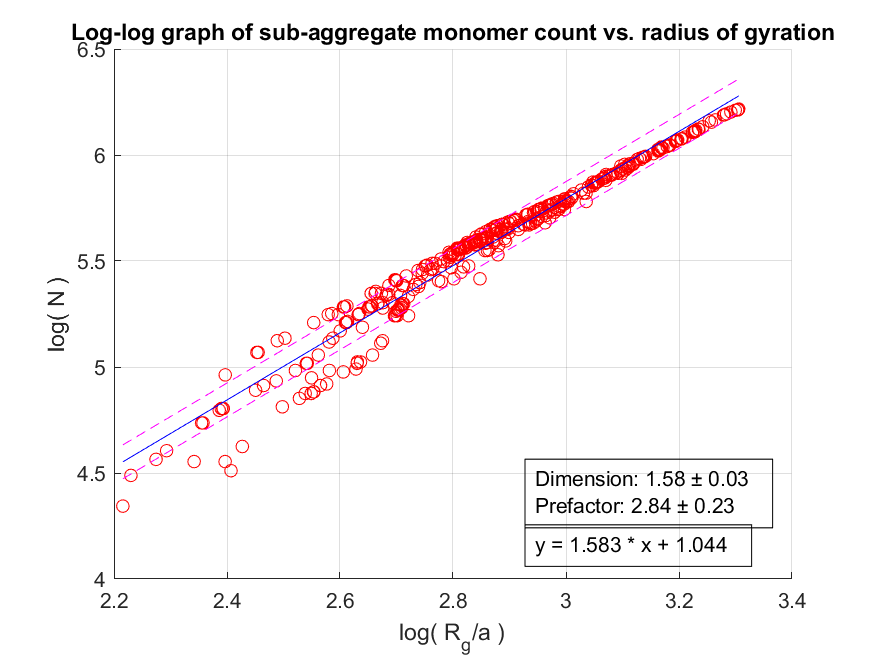 Log-log graph of sub-aggregate monomer count vs. radius of gyration
6.5
6
5.5
5
4.5
4
log( N )
Dimension: 1.58 ± 0.03
Prefactor: 2.84 ± 0.23
y = 1.583 * x + 1.044
2.2 2.4 2.6 2.8 3 3.2 3.4
log( Rg/a )